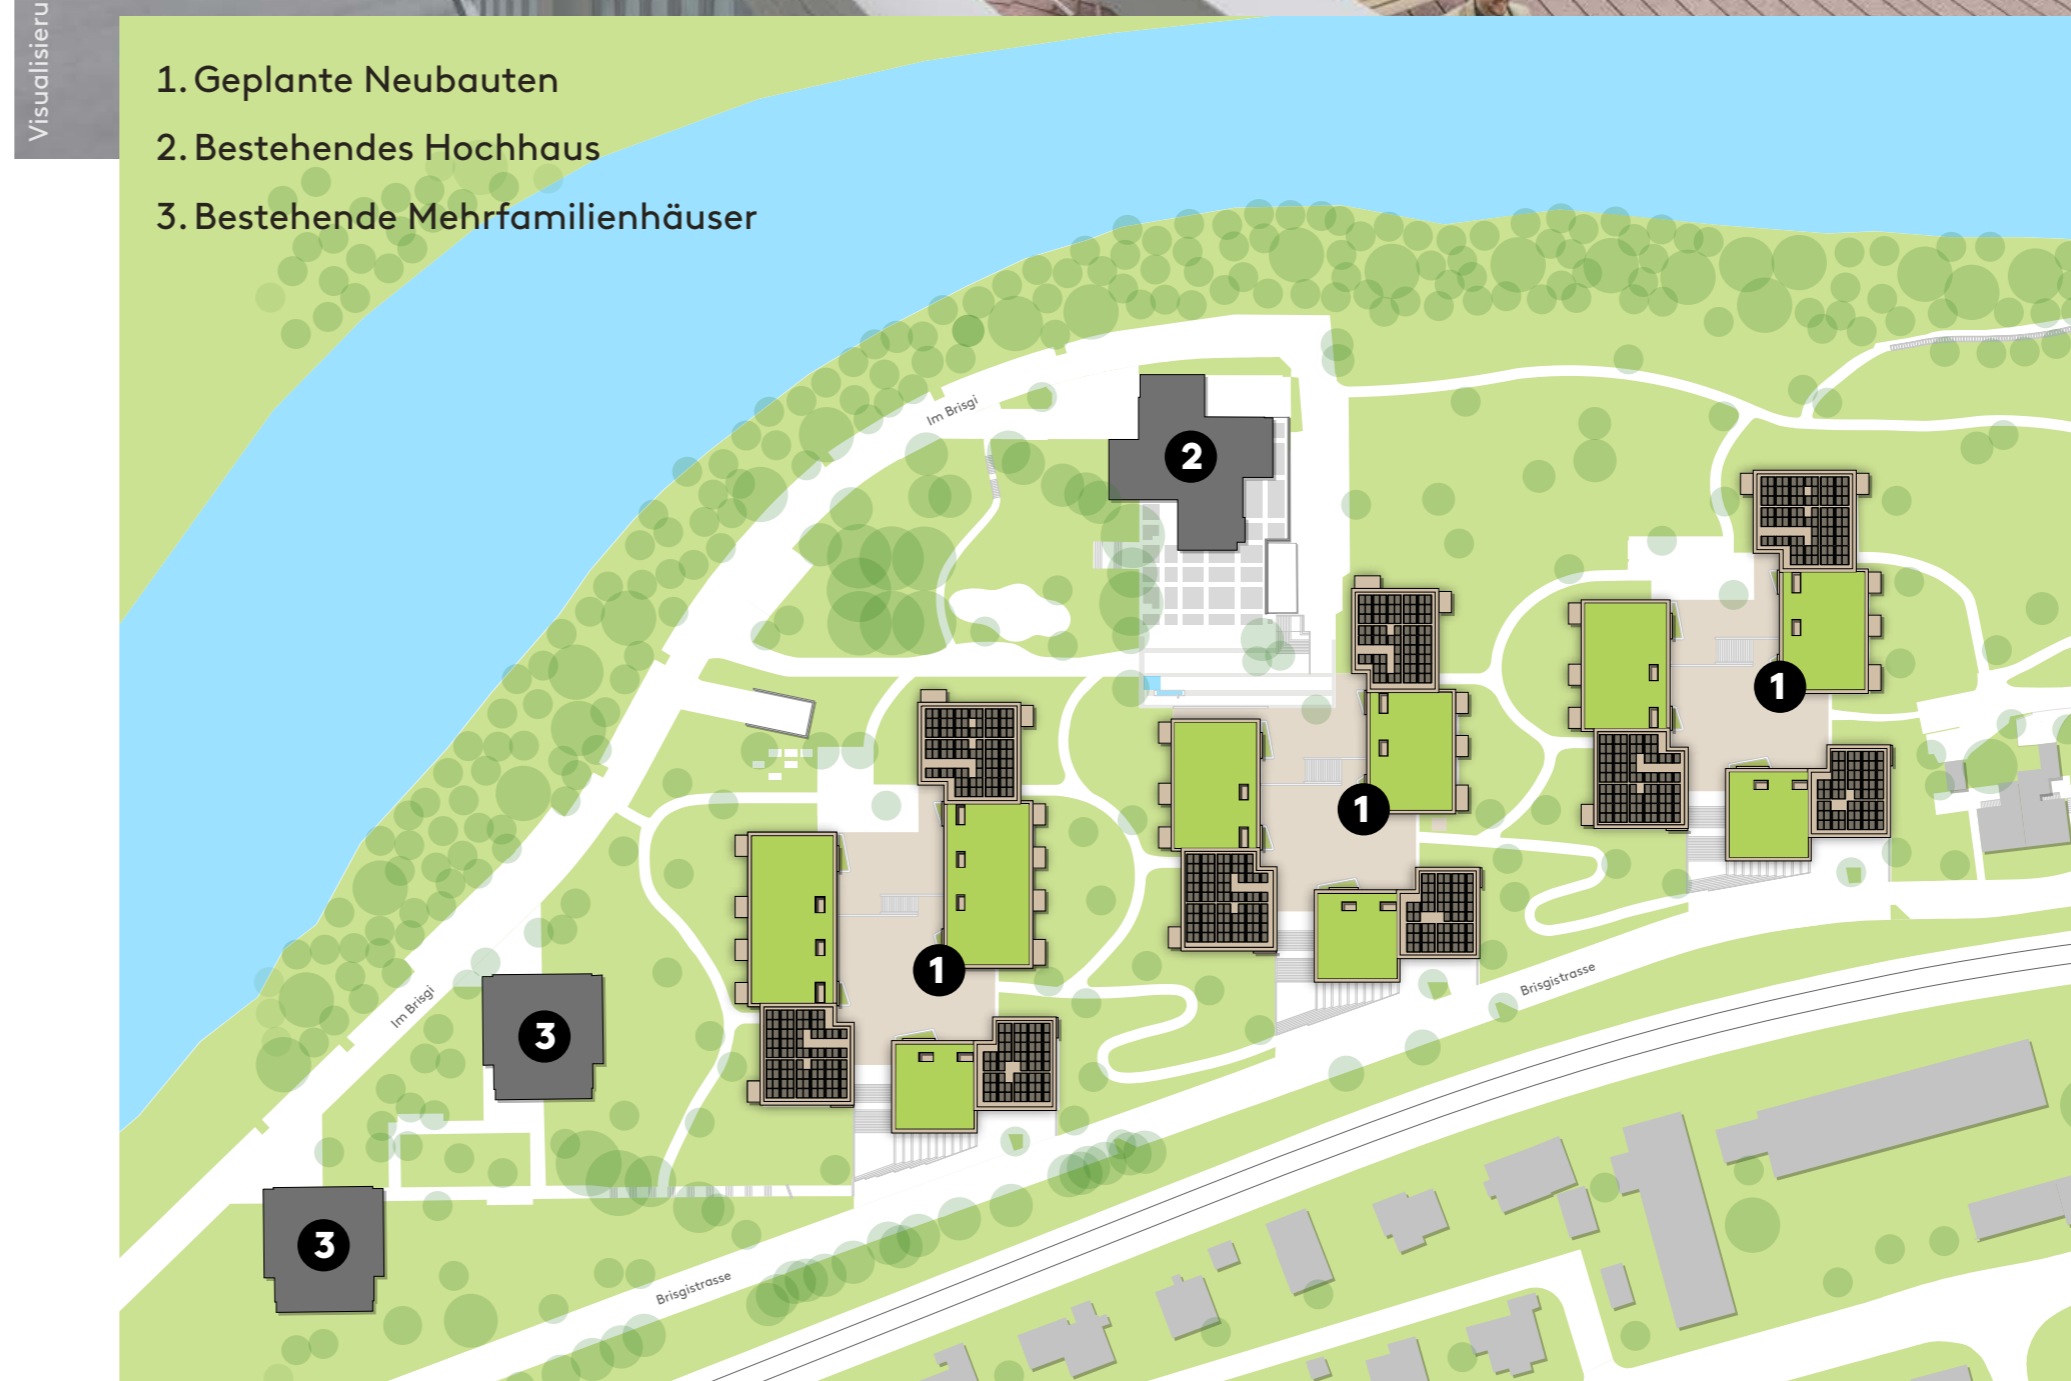 Visualisieru
1. Geplante Neubauten
2. Bestehendes Hochhaus
3. Bestehende Mehrfamilienhäuser
Im Brisgi
2
1
1
1
Brisgistrasse
Im Brisgi
3
3
Brisgistrasse